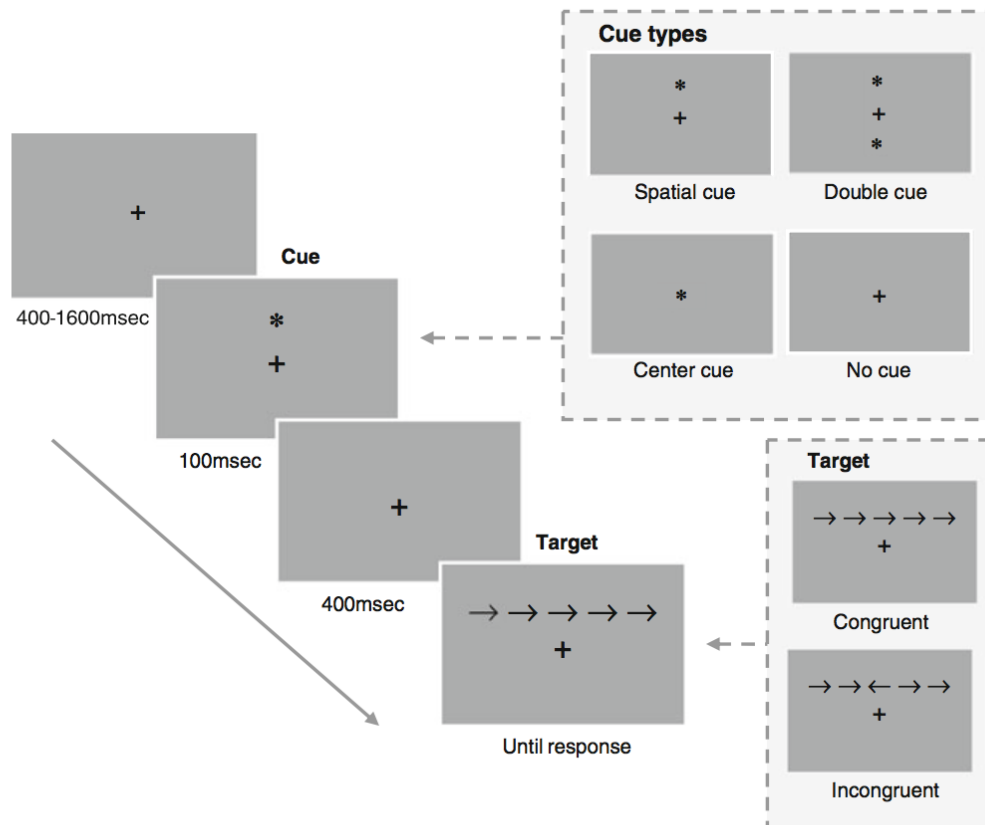 Cue types
*
+
Spatial cue
*
+
*
Double cue
*
Center cue
+
No cue
+
400-1600msec
Cue
*
+
100msec
+
400msec
Target
→ → → → →
+
Until response
Target
→ → → → →
+
Congruent
→ → ← → →
+
Incongruent